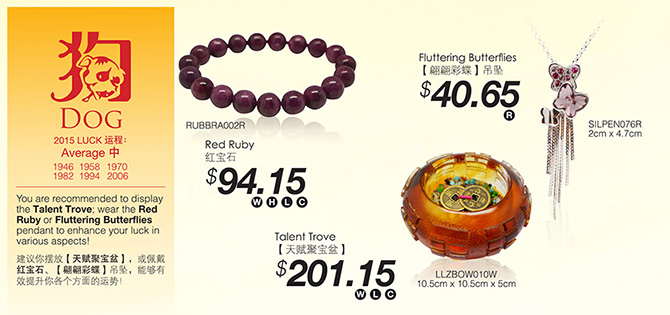 狗
DOG
2015 LUCK 运程:
Average 中
1946 1958 1970
1982 1994 2006
You are recommended to display
the Talent Trove; wear the Red
Ruby or Fluttering Butterflies
pendant to enhance your luck in
various aspects!
建议你摆放【天赋聚宝盆】, 或佩戴
红宝石、【翩翩彩蝶】吊坠, 能够有
效提升你各个方面的运势!
RUBBRA002R
Red Ruby
红宝石
$94.15
W H L C
Fluttering Butterflies
【翩翩彩蝶】吊坠
$40.65
R
SILPEN076R
2cm x 4.7cm
Talent Trove
【天赋聚宝盆】
$201.15
W L C
LLZBOW010W
10.5cm x 10.5cm x 5cm